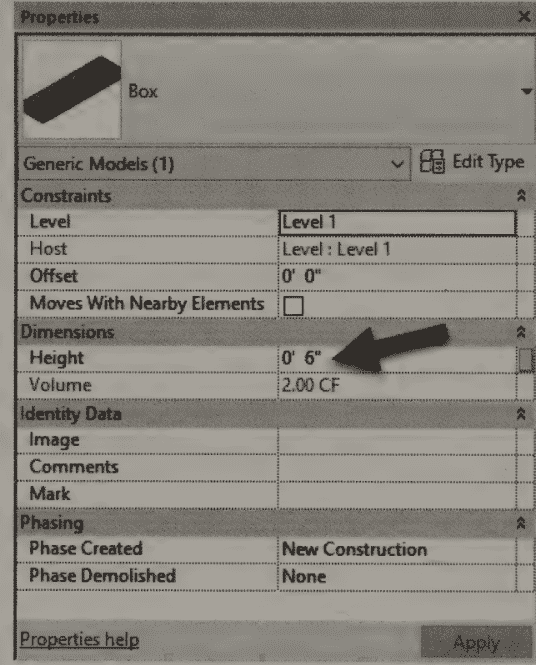 Properties
Box
Generic Models (1) Edit Type
Constraints
Level Level 1
Host Level : Level 1
Offset 0' 0"
Moves With Nearby Elements
Dimensions
Height 0' 6"
Volume 2.00 CF
Identity Data
Image
Comments
Mark
Phasing
Phase Created New Construction
Phase Demolished None
Properties help Apply